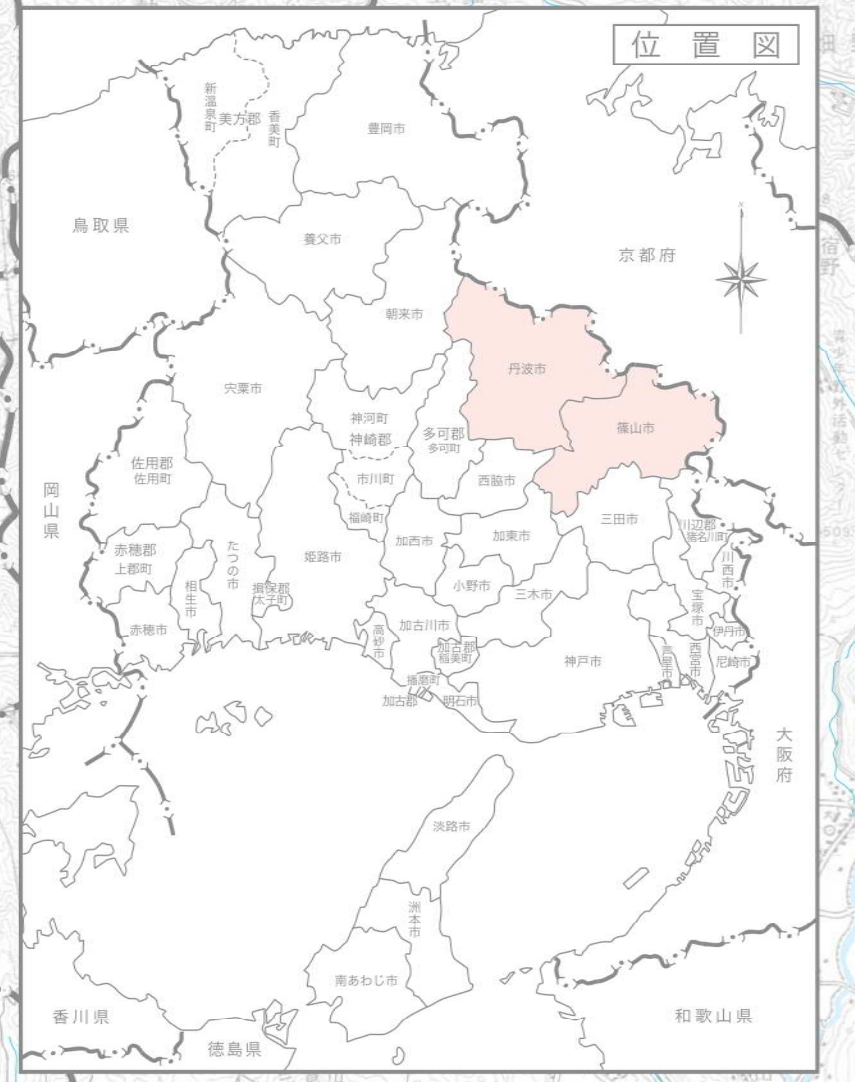 位置図
新温泉町
美方郡
香美町
豊岡市
鳥取県
養父市
京都府
朝来市
丹波市
宍粟市
神河町
神崎郡
多可郡
多可町
篠山市
佐用郡
佐用町
市川町
西脇市
岡山県
福崎町
三田市
川辺郡
猪名川町
加西市
加東市
赤穂郡
上郡町
たつの市
姫路市
川西市
相生市
揖保郡
太子町
小野市
三木市
宝塚市
赤穂市
高砂市
加古川市
伊丹市
加古郡
稲美町
神戸市
芦屋市
西宮市
尼崎市
播磨町
加古郡
明石市
大阪府
淡路市
洲本市
南あわじ市
香川県
徳島県
和歌山県
宿野